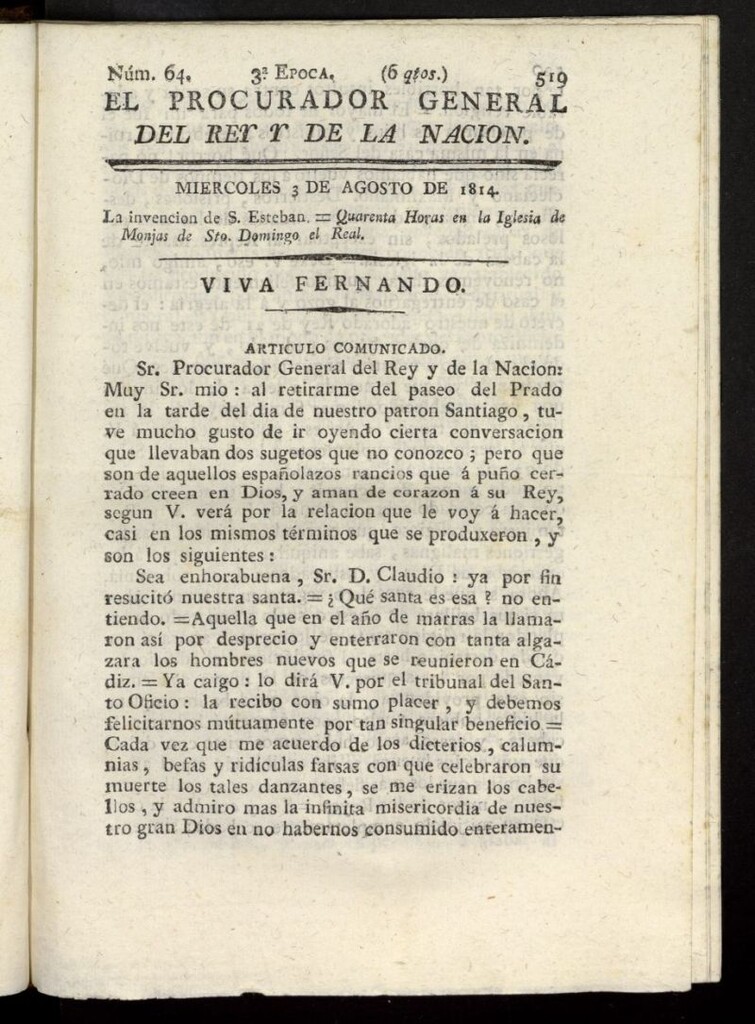 Núm. 64. 3ª EPOCA. (6 qtos.) 519
EL PROCURADOR GENERAL
DEL REY Y DE LA NACION.
MIERCOLES 3 DE AGOSTO DE 1814.
La invencion de S. Esteban. = Quarenta Horas en la Iglesia de
Monjas de Sto. Domingo el Real.
VIVA FERNANDO.
ARTICULO COMUNICADO.
Sr. Procurador General del Rey y de la Nacion:
Muy Sr. mio : al retirarme del paseo del Prado
en la tarde del dia de nuestro patron Santiago , tu-
ve mucho gusto de ir oyendo cierta conversacion
que llevaban dos sugetos que no conozco ; pero que
son de aquellos españolazos rancios que á puño cer-
rado creen en Dios, y aman de corazon á su Rey,
segun V. verá por la relacion que le voy á hacer,
casi en los mismos términos que se produxeron , y
son los siguientes :
Sea enhorabuena , Sr. D. Claudio : ya por fin
resucitó nuestra santa. = ¿ Qué santa es esa ? no en-
tiendo. =Aquella que en el año de marras la llama-
ron así por desprecio y enterraron con tanta alga-
zara los hombres nuevos que se reunieron en Cá-
diz. = Ya caigo : lo dirá V. por el tribunal del San-
to Oficio : la recibo con sumo placer , y debemos
felicitarnos mútuamente por tan singular beneficio =
Cada vez que me acuerdo de los dicterios , calum-
nias , befas y ridículas farsas con que celebraron su
muerte los tales danzantes , se me erizan los cabe-
llos , y admiro mas la infinita misericordia de nues-
tro gran Dios en no habernos consumido enteramen-